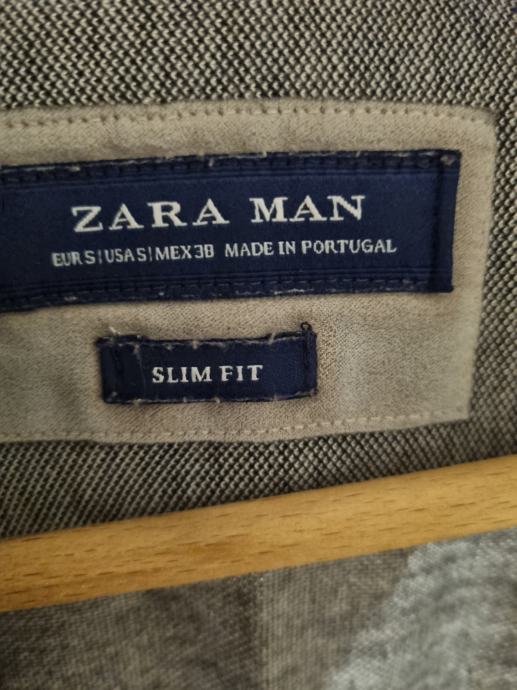 ZARA MAN
EUR S | USA S | MEX 38 MADE IN PORTUGAL
SLIM FIT